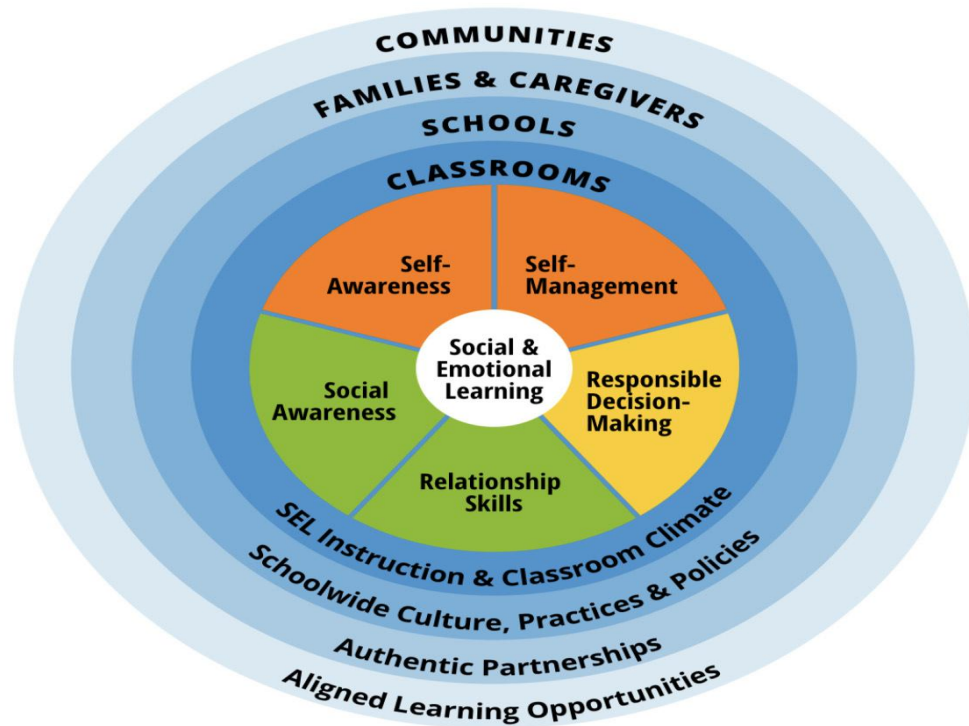 COMMUNITIES
FAMILIES & CAREGIVERS
SCHOOLS
CLASSROOMS
Self-
Awareness
Self-
Management
Social &
Emotional
Learning
Social
Awareness
Responsible
Decision-
Making
Relationship
Skills
SEL Instruction & Classroom Climate
Schoolwide Culture, Practices & Policies
Authentic Partnerships
Aligned Learning Opportunities